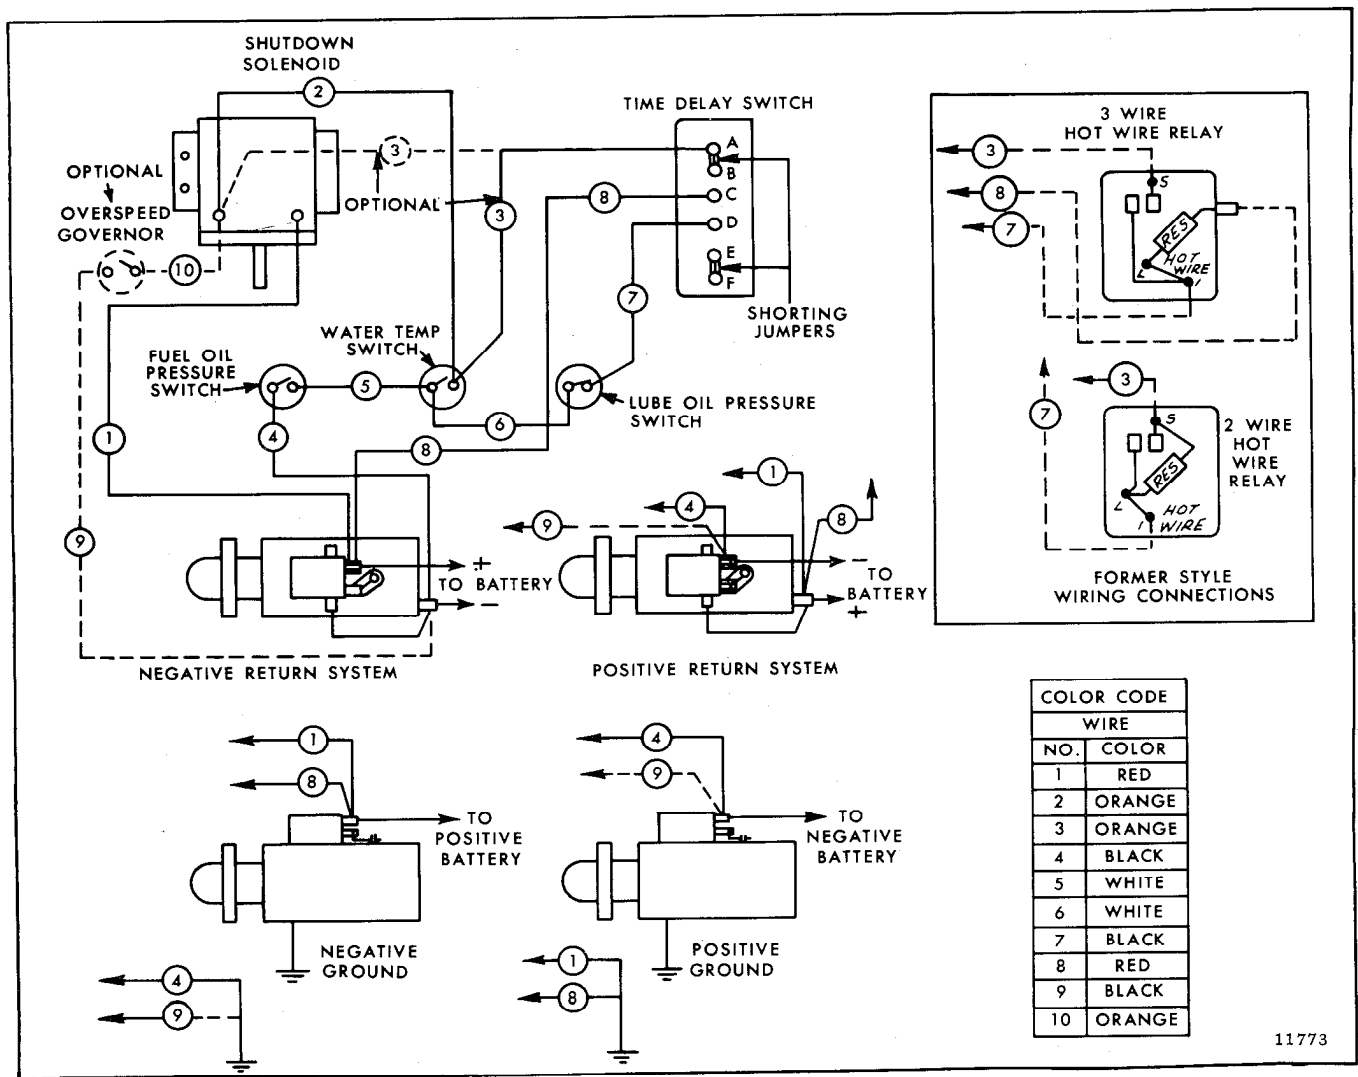 SHUTDOWN
SOLENOID
2
TIME DELAY SWITCH
3 WIRE
HOT WIRE RELAY
A
B
C
D
E
F
3
OPTIONAL
OPTIONAL
8
3
OVERSPEED
GOVERNOR
10
7
SHORTING
JUMPERS
WATER TEMP
SWITCH
FUEL OIL
PRESSURE
SWITCH
5
LUBE OIL PRESSURE
SWITCH
6
4
1
8
9
+
TO BATTERY
−
NEGATIVE RETURN SYSTEM
1
4
8
9
−
TO
BATTERY
+
POSITIVE RETURN SYSTEM
3
8
7
S
RES
HOT
WIRE
L
1
3
7
S
2 WIRE
HOT
WIRE
RELAY
RES
L
HOT
1 WIRE
FORMER STYLE
WIRING CONNECTIONS
1
8
TO
POSITIVE
BATTERY
NEGATIVE
GROUND
4
9
4
9
TO
NEGATIVE
BATTERY
POSITIVE
GROUND
1
8
COLOR CODE
WIRE
NO. COLOR
1 RED
2 ORANGE
3 ORANGE
4 BLACK
5 WHITE
6 WHITE
7 BLACK
8 RED
9 BLACK
10 ORANGE
11773